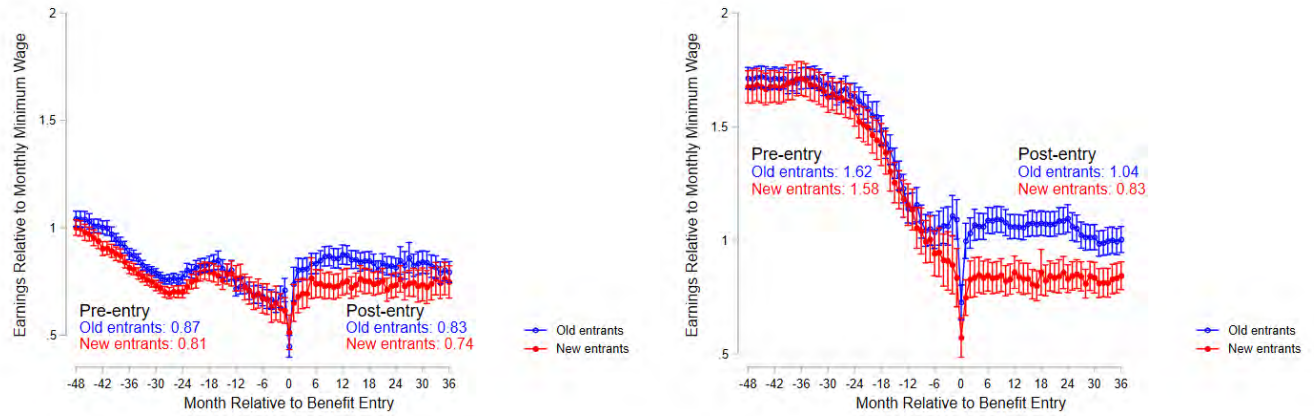 Earnings Relative to Monthly Minimum Wage
2
1.5
1
.5
Pre-entry
Old entrants: 0.87
New entrants: 0.81
Post-entry
Old entrants: 0.83
New entrants: 0.74
-48 -42 -36 -30 -24 -18 -12 -6 0 6 12 18 24 30 36
Month Relative to Benefit Entry
Old entrants
New entrants
Earnings Relative to Monthly Minimum Wage
2
1.5
1
.5
Pre-entry
Old entrants: 1.62
New entrants: 1.58
Post-entry
Old entrants: 1.04
New entrants: 0.83
-48 -42 -36 -30 -24 -18 -12 -6 0 6 12 18 24 30 36
Month Relative to Benefit Entry
Old entrants
New entrants